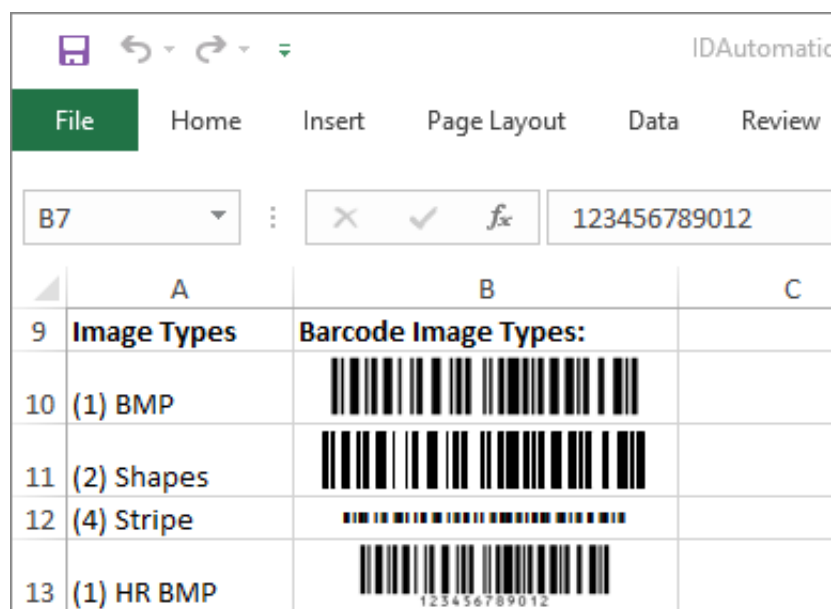 IDAutomatic
File Home Insert Page Layout Data Review
B7 fx 123456789012
A B C
9 Image Types Barcode Image Types:
10 (1) BMP
11 (2) Shapes
12 (4) Stripe
13 (1) HR BMP 123456789012